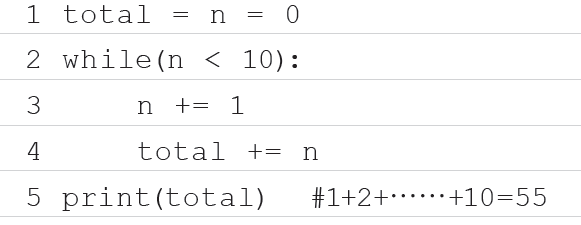 1 total = n = 0
2 while(n < 10):
3     n += 1
4     total += n
5 print(total)   #1+2+⋯⋯+10=55